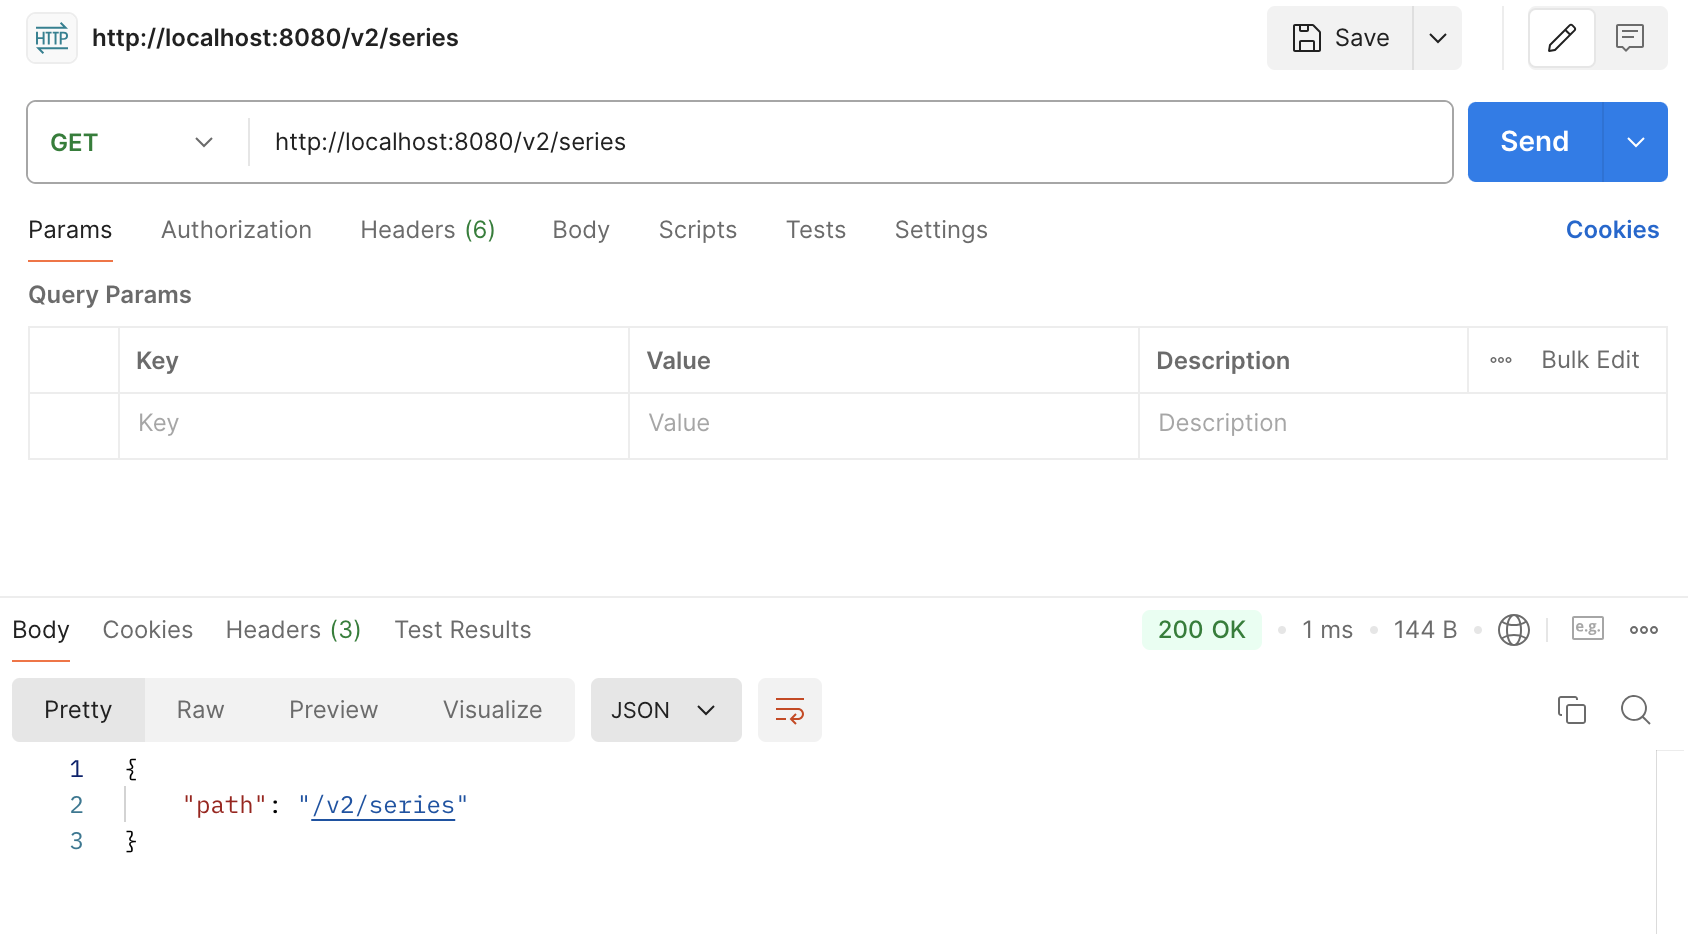 HTTP http://localhost:8080/v2/series Save
GET http://localhost:8080/v2/series Send
Params Authorization Headers (6) Body Scripts Tests Settings Cookies
Query Params
Key Value Description Bulk Edit
Key Value Description
Body Cookies Headers (3) Test Results 200 OK 1 ms 144 B e.g.
Pretty Raw Preview Visualize JSON
1 {
2 "path": "/v2/series"
3 }